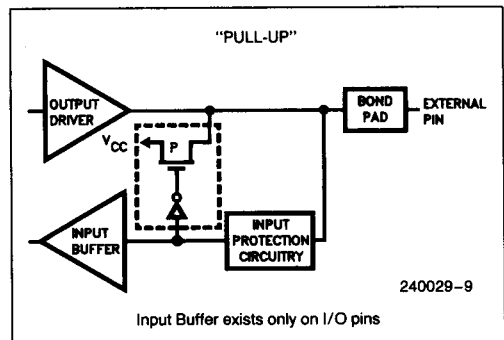 "PULL-UP"
OUTPUT
DRIVER
BOND
PAD
EXTERNAL
PIN
VCC
P
INPUT
BUFFER
INPUT
PROTECTION
CIRCUITRY
240029-9
Input Buffer exists only on I/O pins